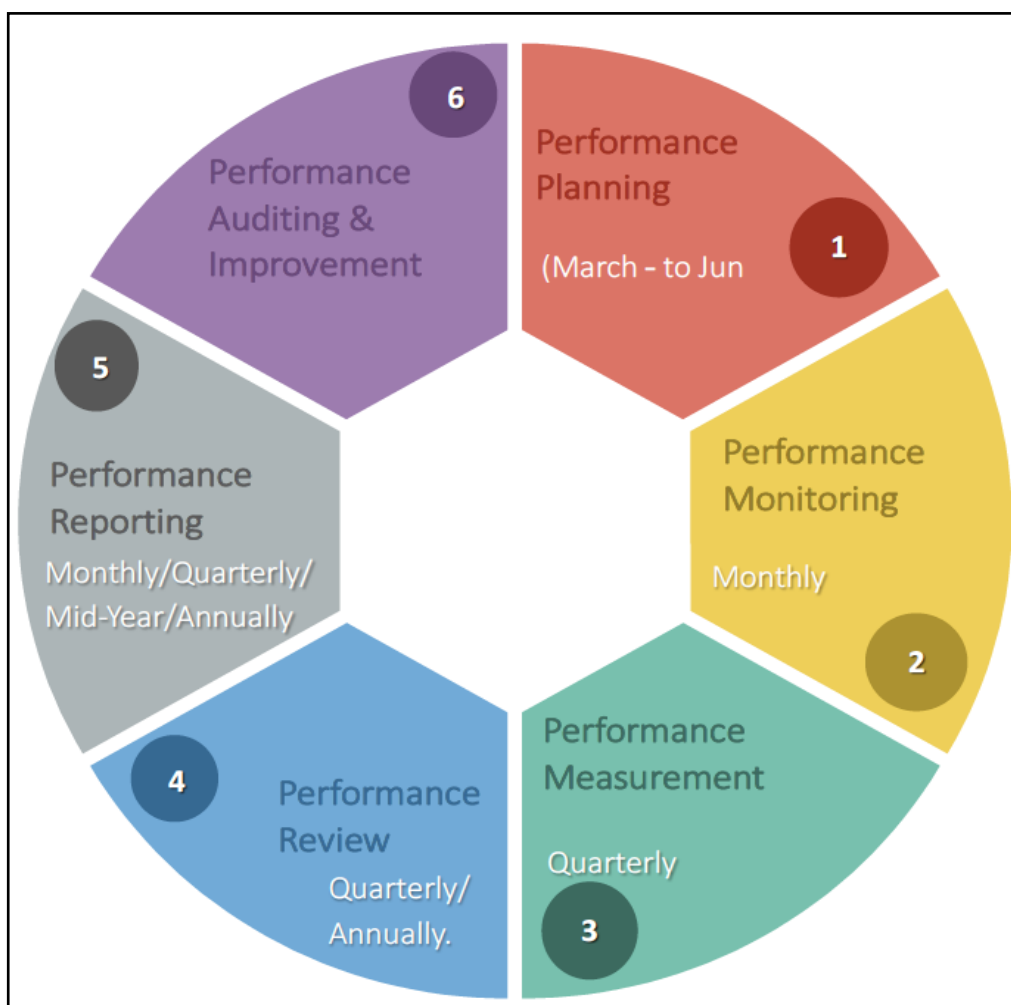 1
Performance
Planning
(March - to Jun
2
Performance
Monitoring
Monthly
3
Performance
Measurement
Quarterly
4
Performance
Review
Quarterly/
Annually.
5
Performance
Reporting
Monthly/Quarterly/
Mid-Year/Annually
6
Performance
Auditing &
Improvement